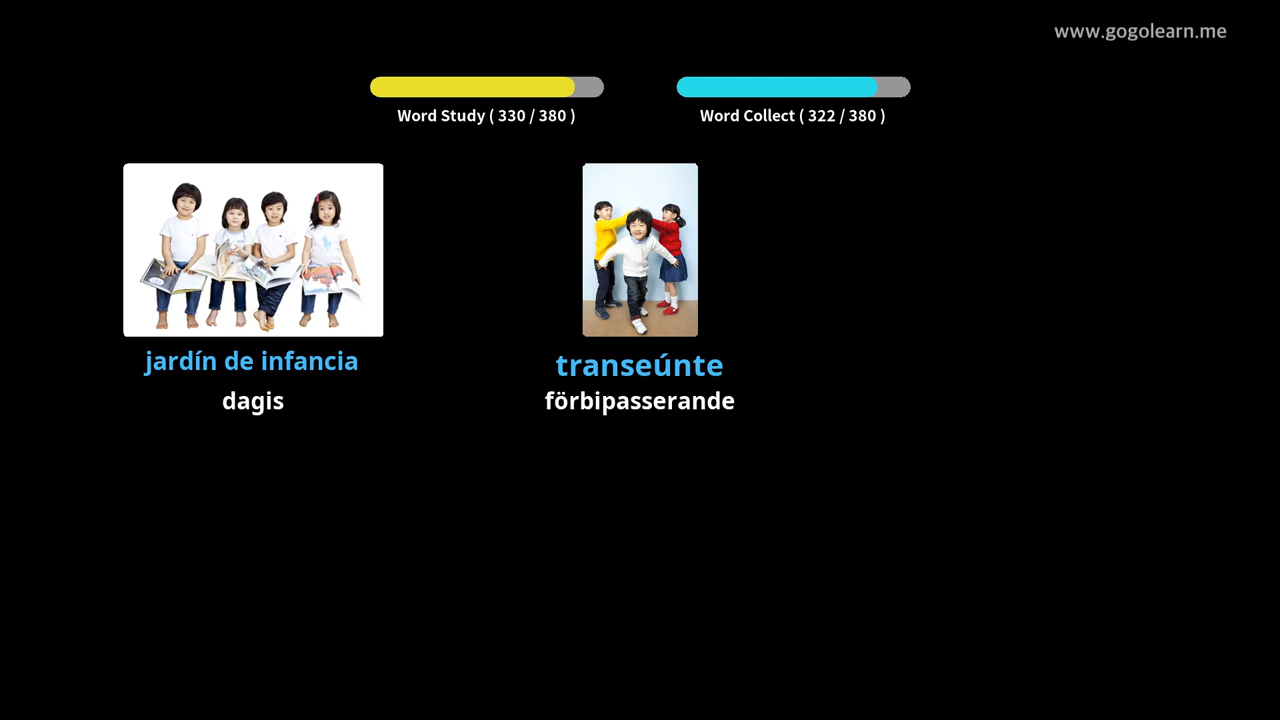 www.gogolearn.me
Word Study ( 330 / 380 )
Word Collect ( 322 / 380 )
jardín de infancia
dagis
transeúnte
förbipasserande